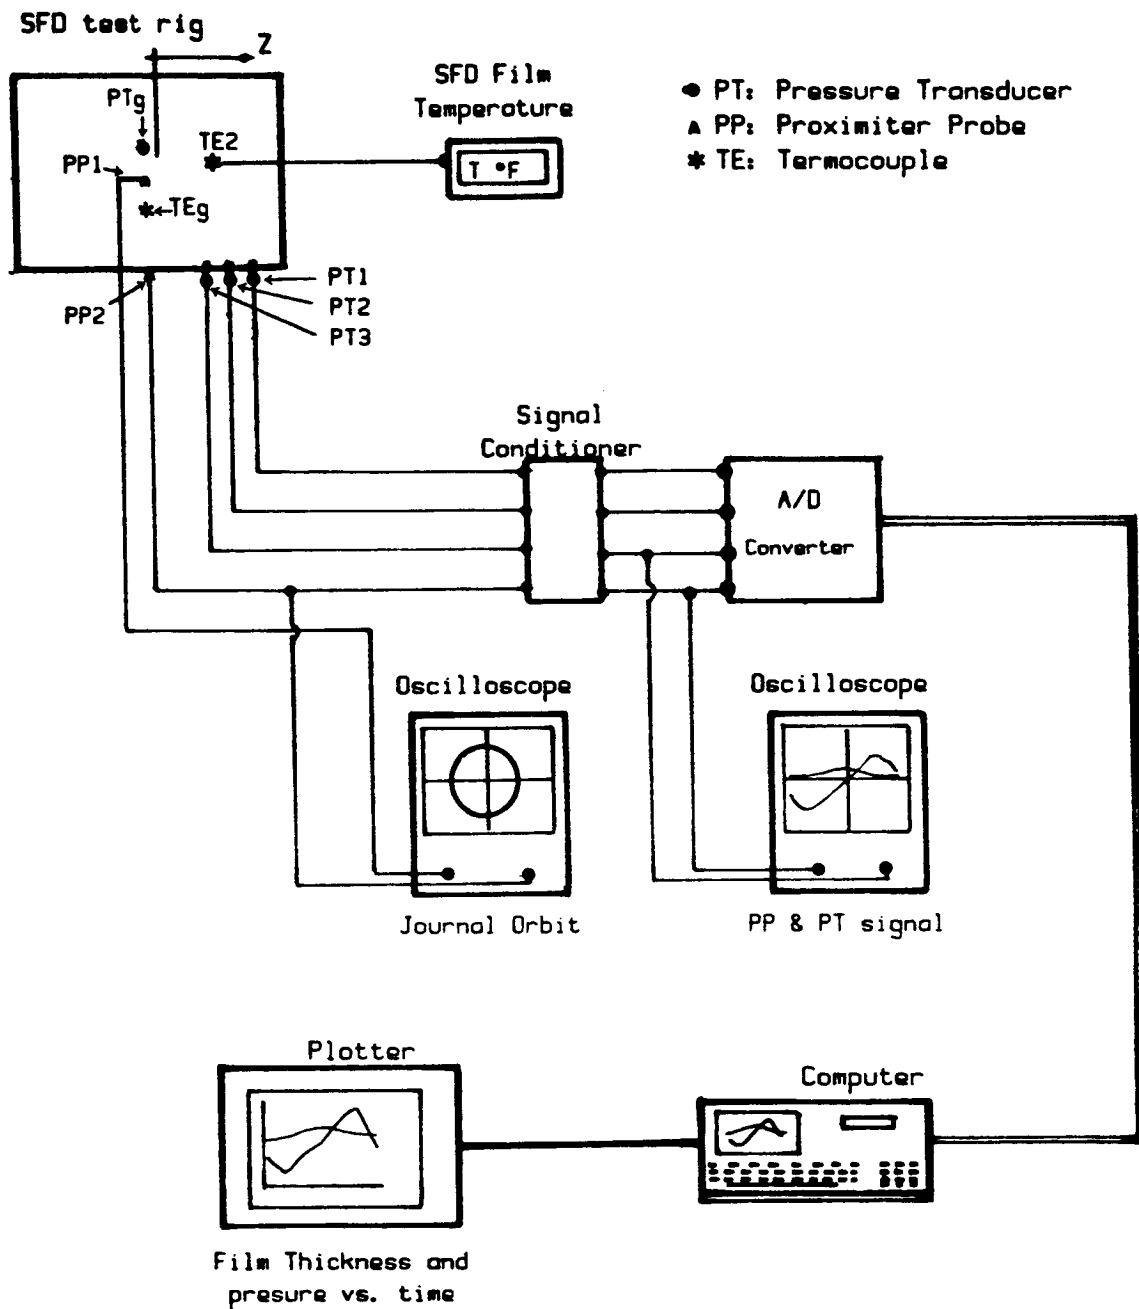 SFD test rig
Z
PTg
PP1
TE2
TEg
PP2
PT1
PT2
PT3
SFD Film
Temperature
T °F
PT: Pressure Transducer
PP: Proximiter Probe
TE: Termocouple
Signal
Conditioner
A/D
Converter
Oscilloscope
Journal Orbit
Oscilloscope
PP & PT signal
Plotter
Film Thickness and
presure vs. time
Computer